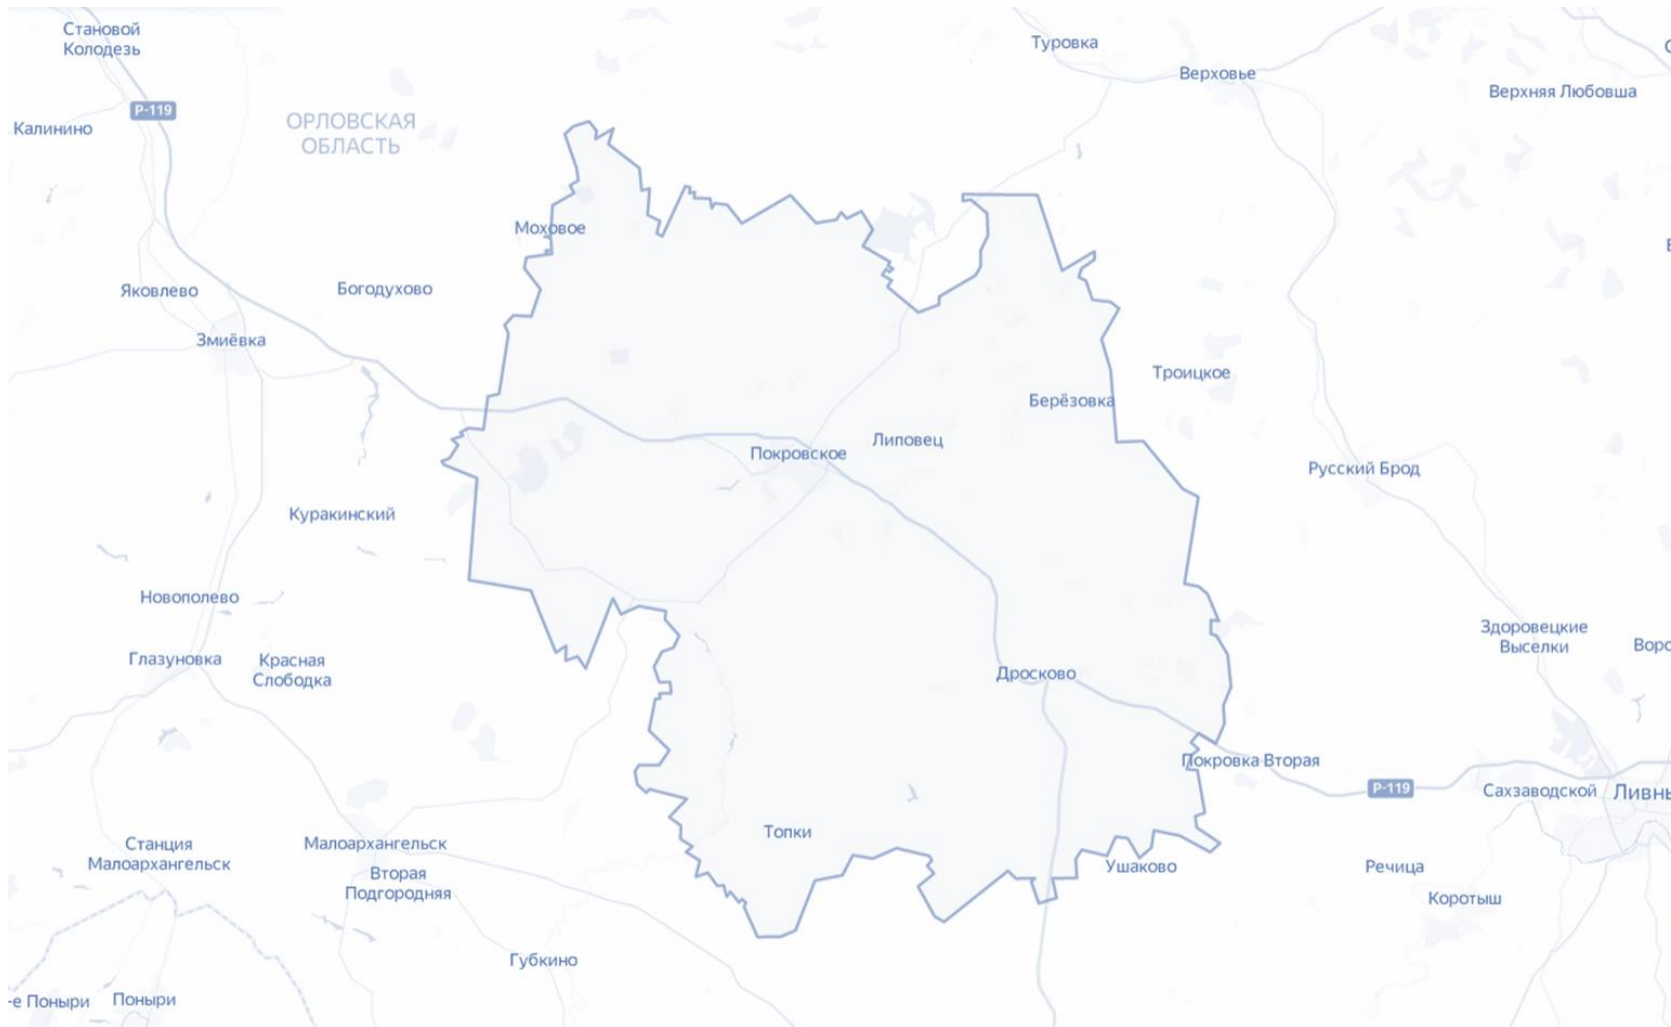 Становой
Колодезь
Туровка
Верховье
Верхняя Любовша
Р-119
Калинино
ОРЛОВСКАЯ
ОБЛАСТЬ
Моховое
Яковлево
Богодухово
Змиёвка
Троицкое
Берёзовка
Липовец
Покровское
Русский Брод
Куракинский
Новополево
Здоровецкие
Выселки
Глазуновка
Красная
Слободка
Дросково
Покровка Вторая
Р-119
Сахзаводской
Топки
Станция
Малоархангельск
Малоархангельск
Вторая
Подгородняя
Ушаково
Речица
Коротыш
Губкино
-е Поныри
Поныри